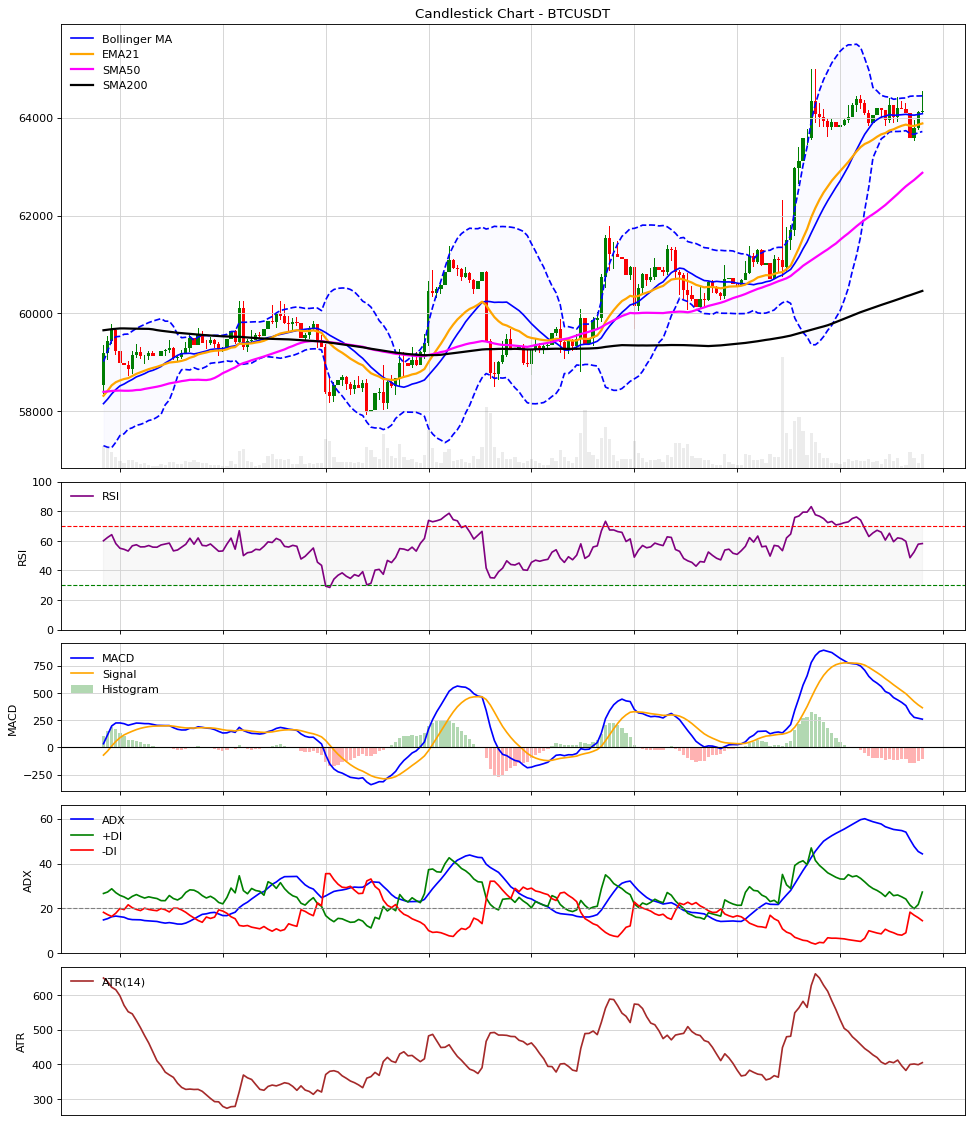 Candlestick Chart - BTCUSDT
Bollinger MA
EMA21
SMA50
SMA200
64000
62000
60000
58000
RSI
100
80
60
40
20
0
RSI
MACD
Signal
Histogram
750
500
250
0
−250
MACD
ADX
+DI
-DI
60
40
20
0
ADX
ATR(14)
600
500
400
300
ATR